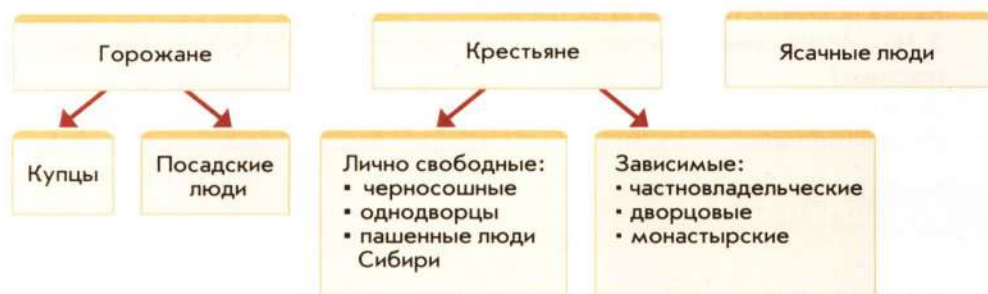 Горожане
Крестьяне
Ясачные люди
Купцы
Посадские
люди
Лично свободные:
▪ черносошные
▪ однодворцы
▪ пашенные люди
Сибири
Зависимые:
▪ частновладельческие
▪ дворцовые
▪ монастырские